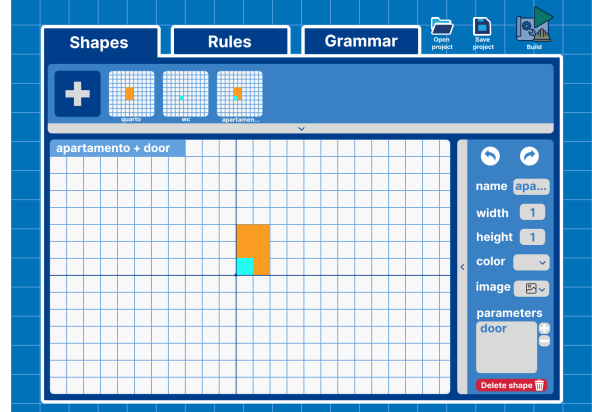 Shapes
Rules
Grammar
Open
project
Save
project
Build
quarto
wc
apartamen...
apartamento + door
name apa...
width 1
height 1
color
image
parameters
door
Delete shape